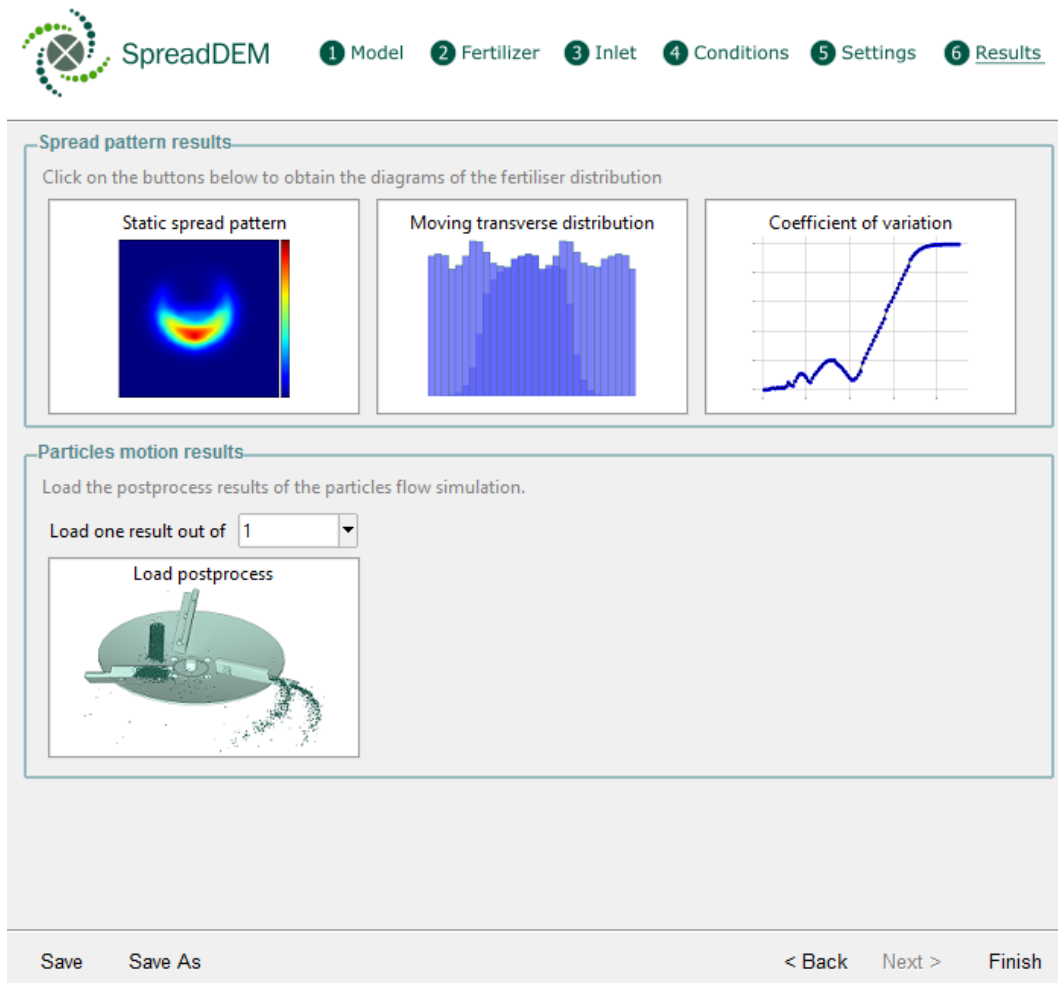 SpreadDEM 1 Model 2 Fertilizer 3 Inlet 4 Conditions 5 Settings 6 Results
Spread pattern results
Click on the buttons below to obtain the diagrams of the fertiliser distribution
Static spread pattern Moving transverse distribution Coefficient of variation
Particles motion results
Load the postprocess results of the particles flow simulation.
Load one result out of 1
Load postprocess
Save Save As < Back Next > Finish